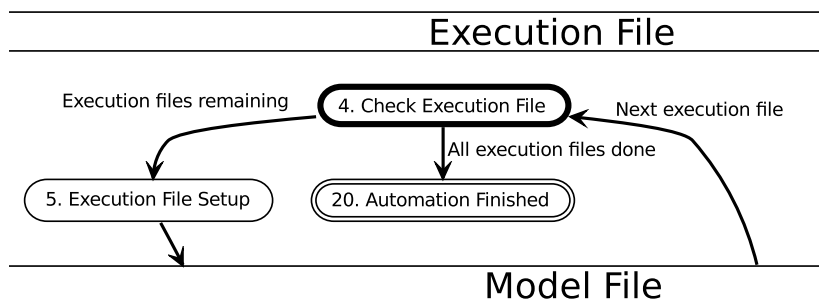 Execution File
Execution files remaining
4. Check Execution File
Next execution file
All execution files done
5. Execution File Setup
20. Automation Finished
Model File